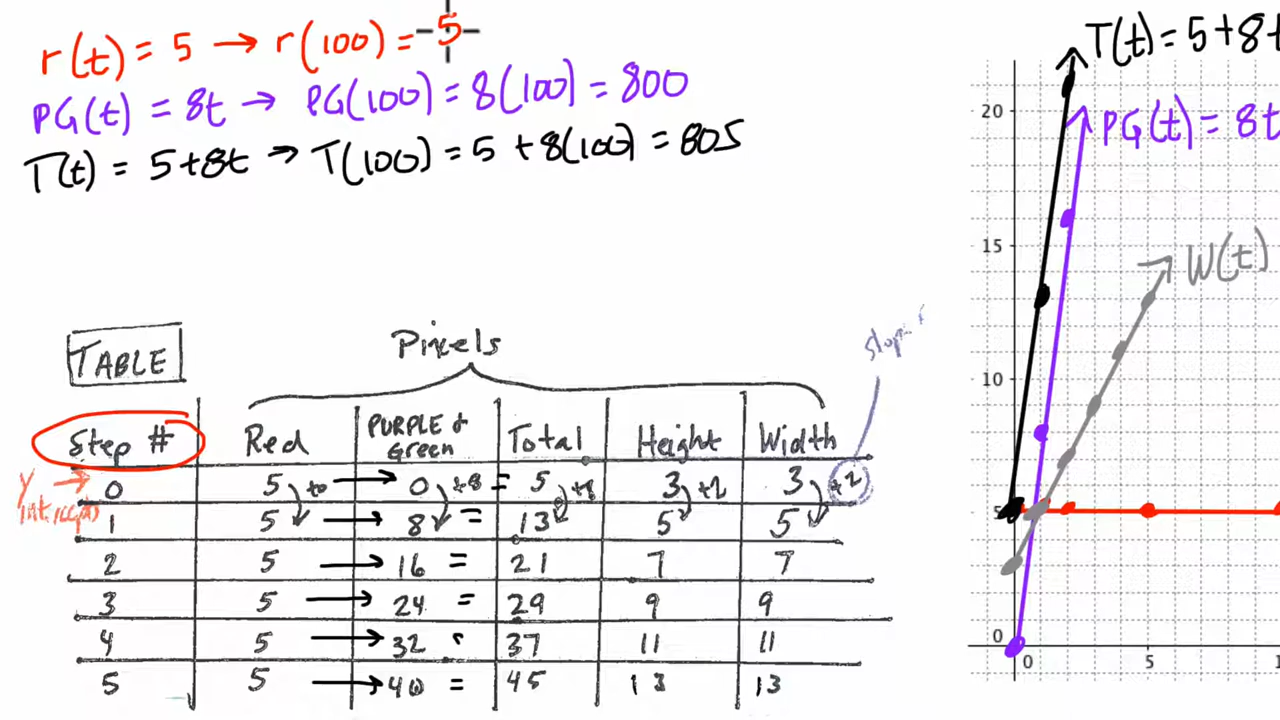 r(t) = 5 → r(100) = 5
PG(t) = 8t → PG(100) = 8(100) = 800
T(t) = 5+8t → T(100) = 5 + 8(100) = 805
T(t) = 5+8t
PG(t) = 8t
W(t)
20
15
10
5
0
0 5
TABLE
Pixels
Step # Red PURPLE & Green Total Height Width
Y
0 5 +0 → 0 +8 = 5 +8 3 +2 3 +2
1 5 → 8 = 13 5 5
2 5 → 16 = 21 7 7
3 5 → 24 = 29 9 9
4 5 → 32 37 11 11
5 5 → 40 = 45 13 13